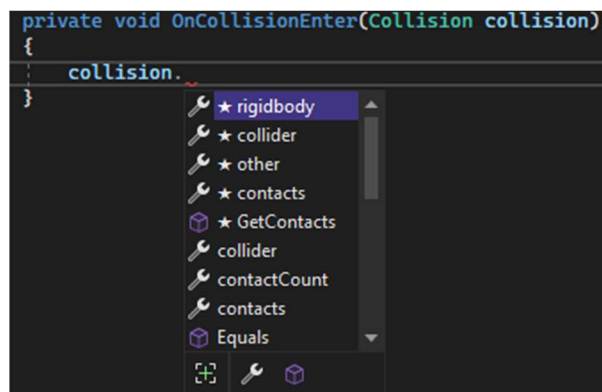 private void OnCollisionEnter(Collision collision)
{
collision.
★ rigidbody
★ collider
★ other
★ contacts
★ GetContacts
collider
contactCount
contacts
Equals
}